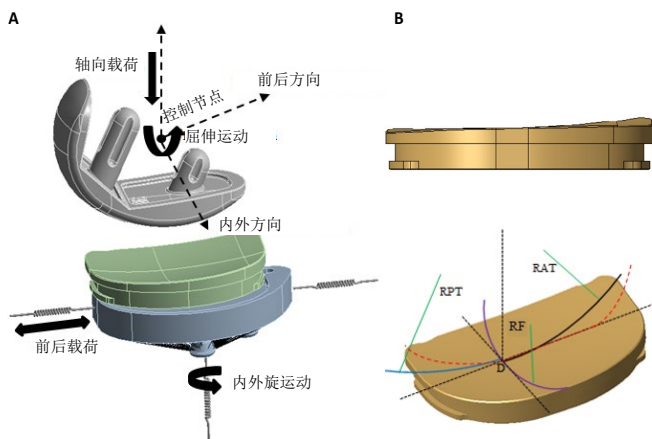 A
B
轴向载荷
前后方向
控制节点
屈伸运动
内外方向
前后载荷
内外旋运动
RPT
RAT
RF
D